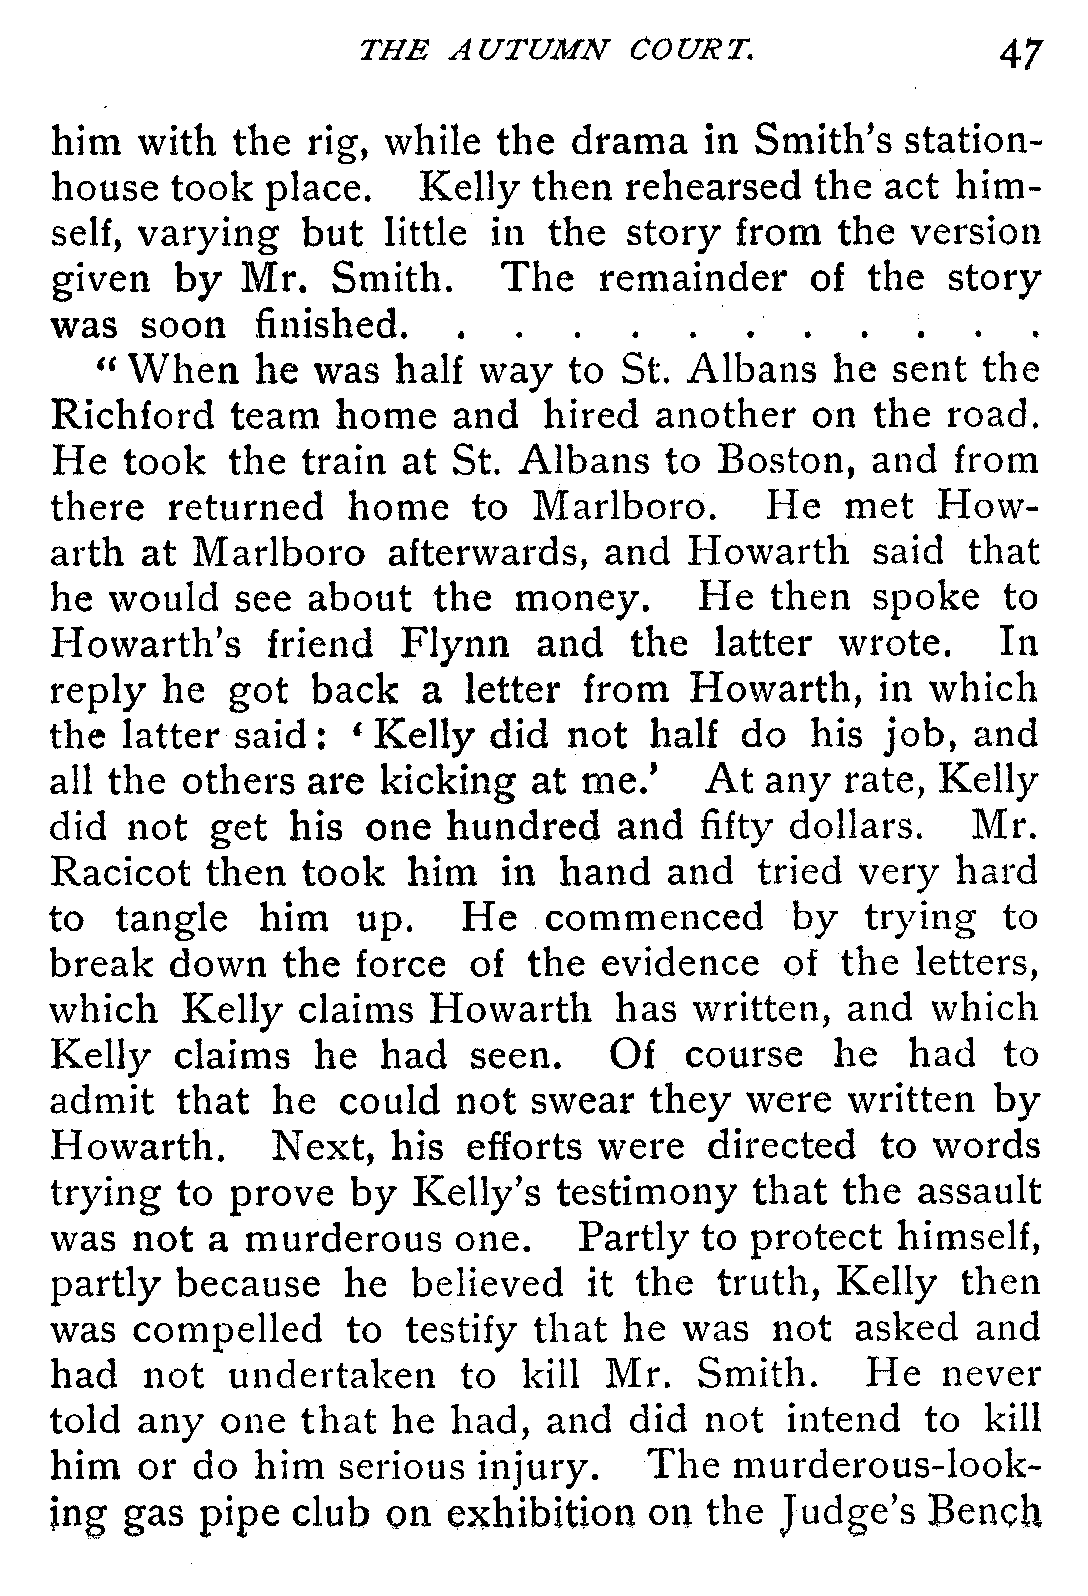 THE AUTUMN COURT. 47
him with the rig, while the drama in Smith's station-
house took place. Kelly then rehearsed the act him-
self, varying but little in the story from the version
given by Mr. Smith. The remainder of the story
was soon finished. . . . . . . . . . . .
"When he was half way to St. Albans he sent the
Richford team home and hired another on the road.
He took the train at St. Albans to Boston, and from
there returned home to Marlboro. He met How-
arth at Marlboro afterwards, and Howarth said that
he would see about the money. He then spoke to
Howarth's friend Flynn and the latter wrote. In
reply he got back a letter from Howarth, in which
the latter said: 'Kelly did not half do his job, and
all the others are kicking at me.' At any rate, Kelly
did not get his one hundred and fifty dollars. Mr.
Racicot then took him in hand and tried very hard
to tangle him up. He commenced by trying to
break down the force of the evidence of the letters,
which Kelly claims Howarth has written, and which
Kelly claims he had seen. Of course he had to
admit that he could not swear they were written by
Howarth. Next, his efforts were directed to words
trying to prove by Kelly's testimony that the assault
was not a murderous one. Partly to protect himself,
partly because he believed it the truth, Kelly then
was compelled to testify that he was not asked and
had not undertaken to kill Mr. Smith. He never
told any one that he had, and did not intend to kill
him or do him serious injury. The murderous-look-
ing gas pipe club on exhibition on the Judge's Bench